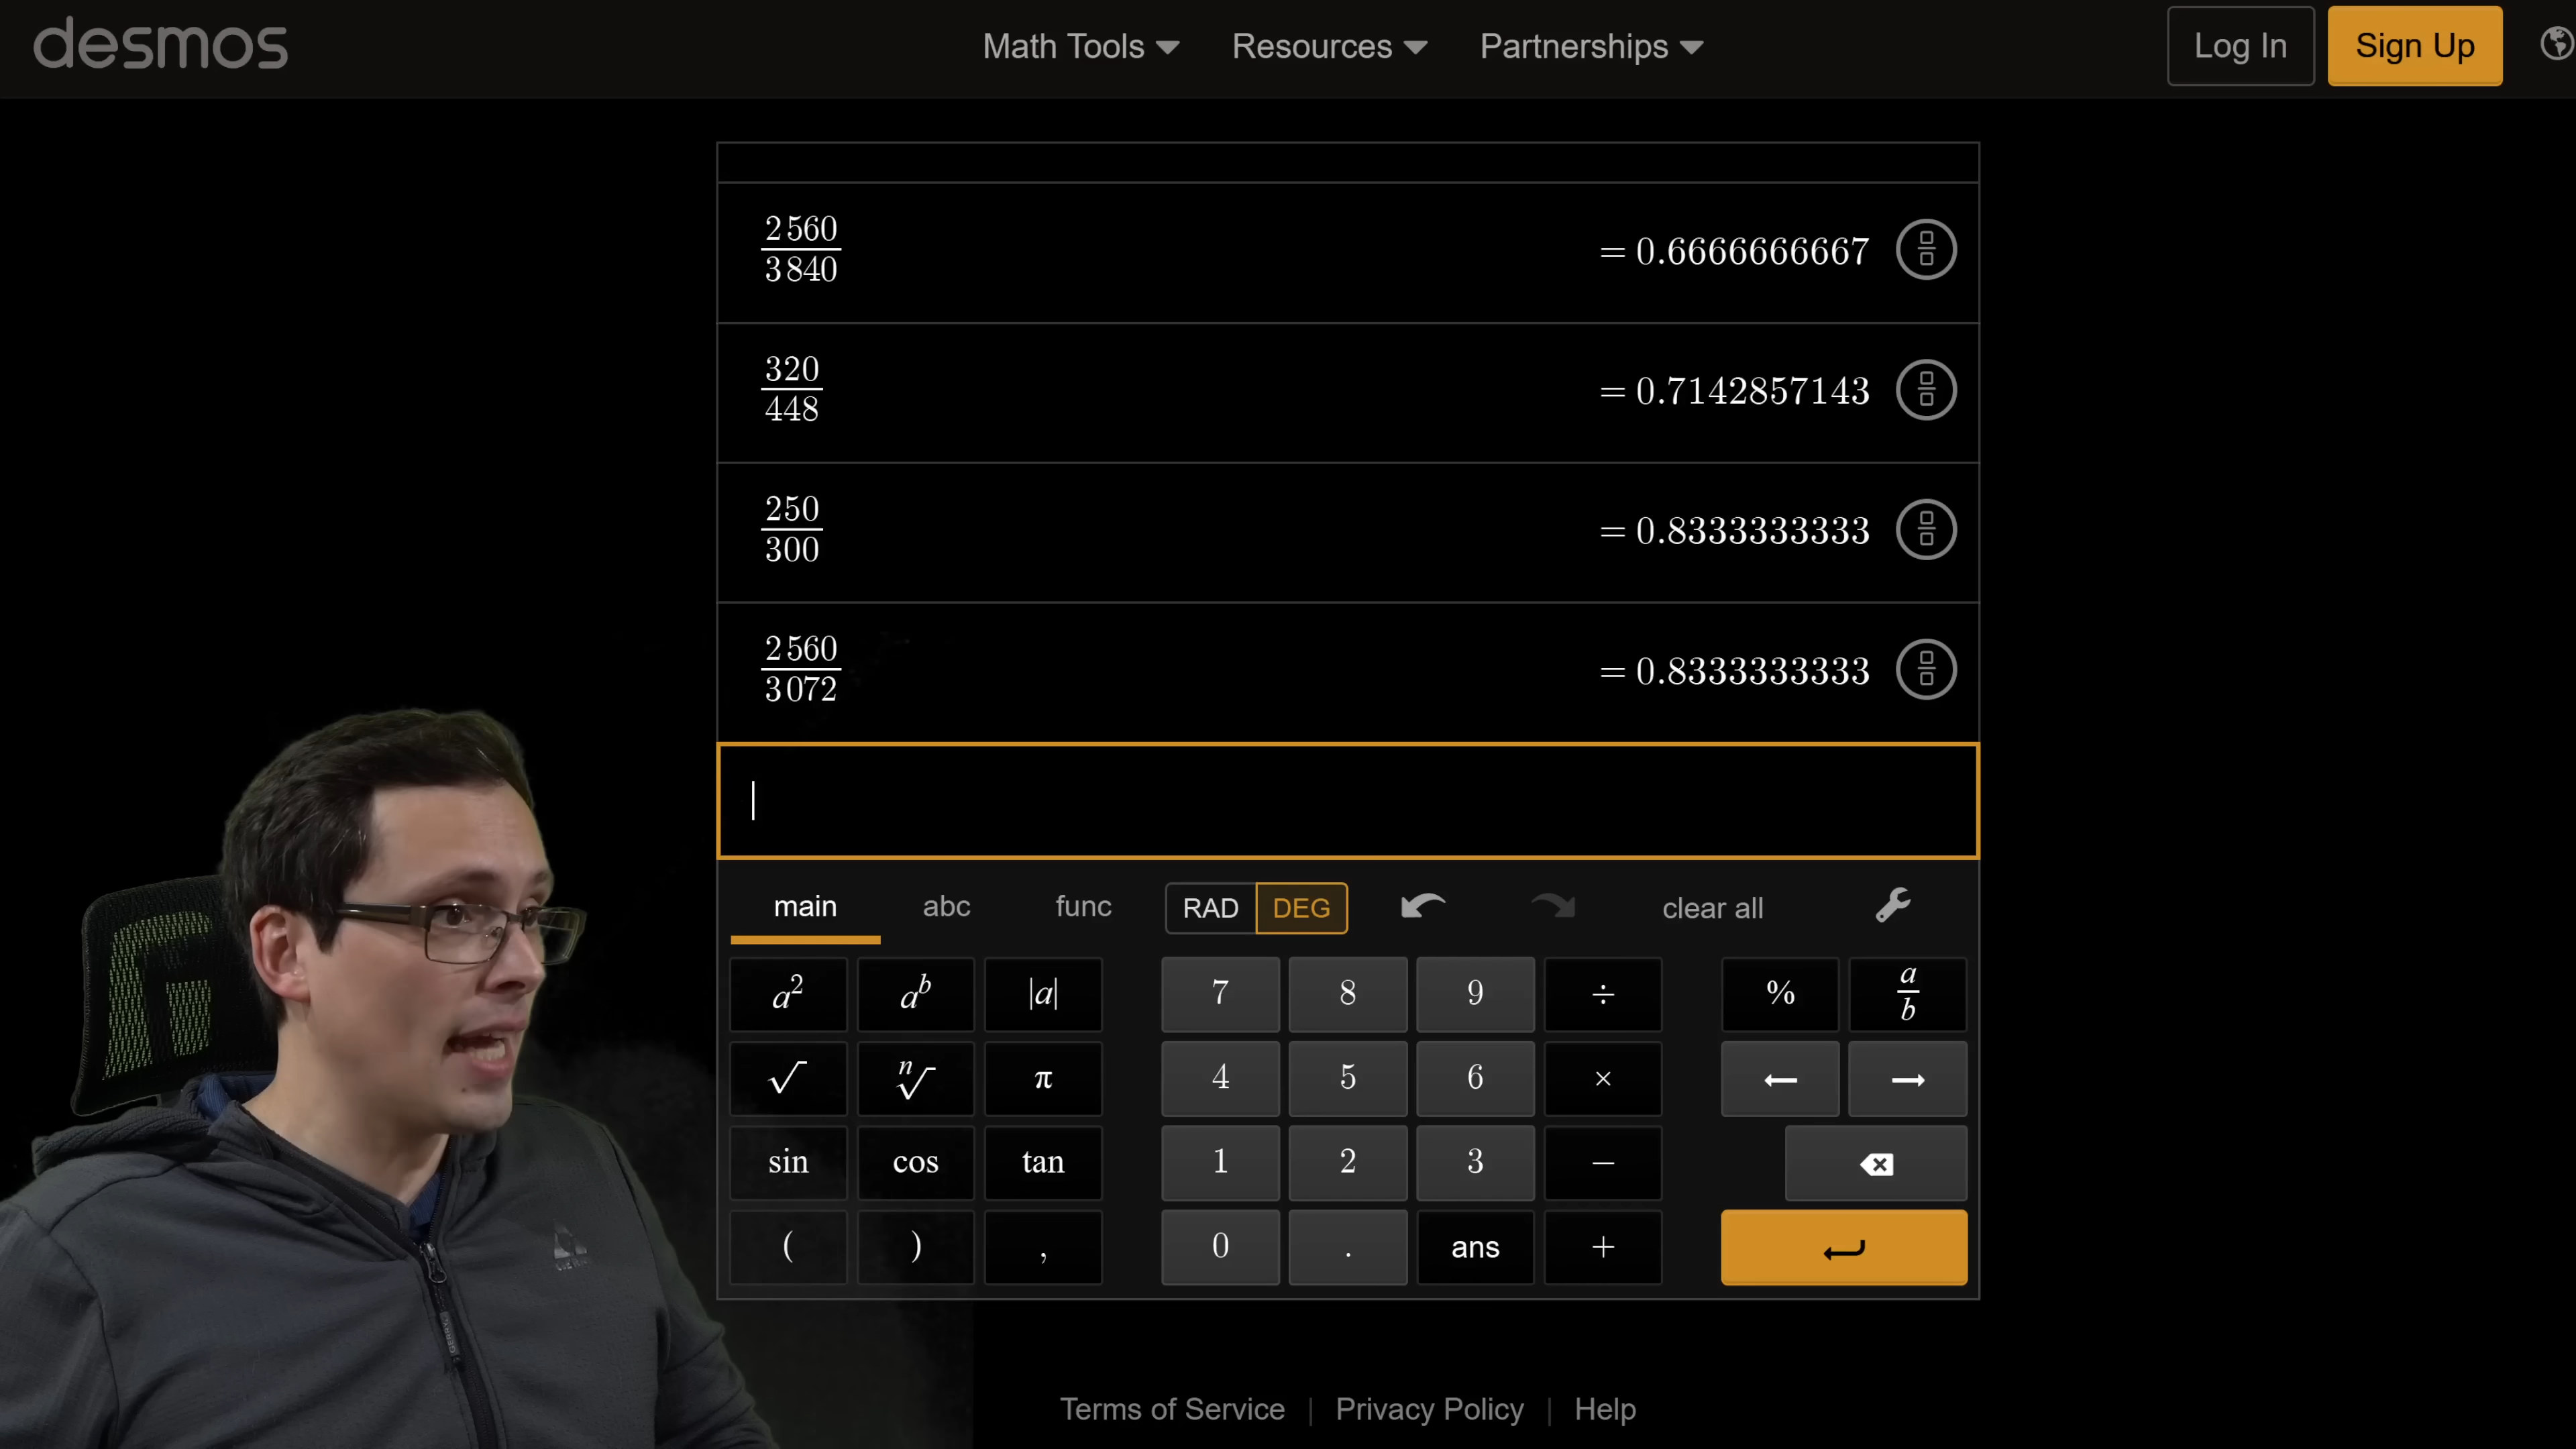 desmos
Math Tools
Resources
Partnerships
Log In
Sign Up
2560
3840
= 0.6666666667
320
448
= 0.7142857143
250
300
= 0.8333333333
2560
3072
= 0.8333333333
main abc func RAD DEG clear all
a² aᵇ |a| 7 8 9 ÷ % a/b
√ ⁿ√ π 4 5 6 × ← →
sin cos tan 1 2 3 −
( ) , 0 . ans +
Terms of Service | Privacy Policy | Help